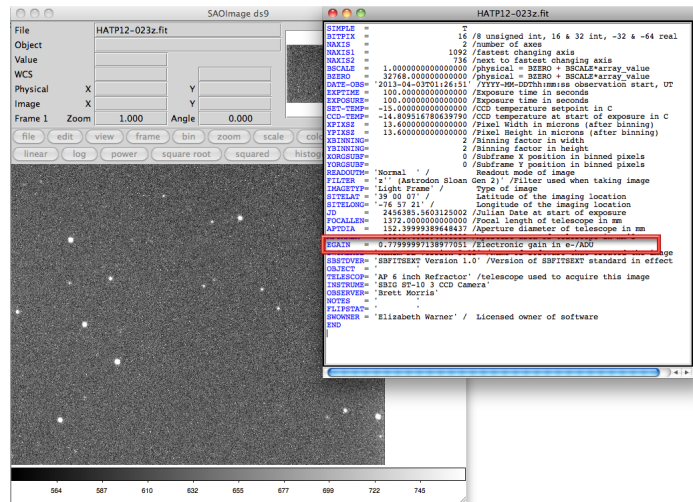 SAOImage ds9
File HATP12-023z.fit
Object
Value
WCS
Physical X Y
Image X Y
Frame 1 Zoom 1.000 Angle 0.000
file edit view frame bin zoom scale
linear log power square root squared
564 587 610 632 655 677 699 722 745
HATP12-023z.fit
SIMPLE = T
BITPIX = 16 /8 unsigned int, 16 & 32 int, -32 & -64 real
NAXIS = 2 /number of axes
NAXIS1 = 1092 /fastest changing axis
NAXIS2 = 736 /next to fastest changing axis
BSCALE = 1.0000000000000000 /physical = BZERO + BSCALE*array_value
BZERO = 32768.000000000000 /physical = BZERO + BSCALE*array_value
DATE-OBS= '2013-04-03T01:26:51' /YYYY-MM-DDThh:mm:ss observation start, UT
EXPTIME = 100.00000000000000 /Exposure time in seconds
EXPOSURE= 100.00000000000000 /Exposure time in seconds
SET-TEMP= -15.000000000000000 /CCD temperature setpoint in C
CCD-TEMP= -14.809516780639790 /CCD temperature at start of exposure in C
XPIXSZ = 13.600000000000000 /Pixel Width in microns (after binning)
YPIXSZ = 13.600000000000000 /Pixel Height in microns (after binning)
XBINNING= 2 /Binning factor in width
YBINNING= 2 /Binning factor in height
XORGSUBF= 0 /Subframe X position in binned pixels
YORGSUBF= 0 /Subframe Y position in binned pixels
READOUTM= 'Normal ' / Readout mode of image
FILTER = 'z'' (Astrodon Sloan Gen 2)' /Filter used when taking image
IMAGETYP= 'Light Frame' / Type of image
SITELAT = '39 00 07' / Latitude of the imaging location
SITELONG= '-76 57 21' / Longitude of the imaging location
JD = 2456385.5603125002 /Julian Date at start of exposure
FOCALLEN= 1372.0000000000000 /Focal length of telescope in mm
APTDIA = 152.39999389648437 /Aperture diameter of telescope in mm
EGAIN = 0.77999997138977051 /Electronic gain in e-/ADU
SBSTDVER= 'SBFITSEXT Version 1.0' /Version of SBFITSEXT standard in effect
OBJECT = ' '
TELESCOP= 'AP 6 inch Refractor' /telescope used to acquire this image
INSTRUME= 'SBIG ST-10 3 CCD Camera'
OBSERVER= 'Brett Morris'
NOTES = ' '
FLIPSTAT= ' '
SWOWNER = 'Elizabeth Warner' / Licensed owner of software
END